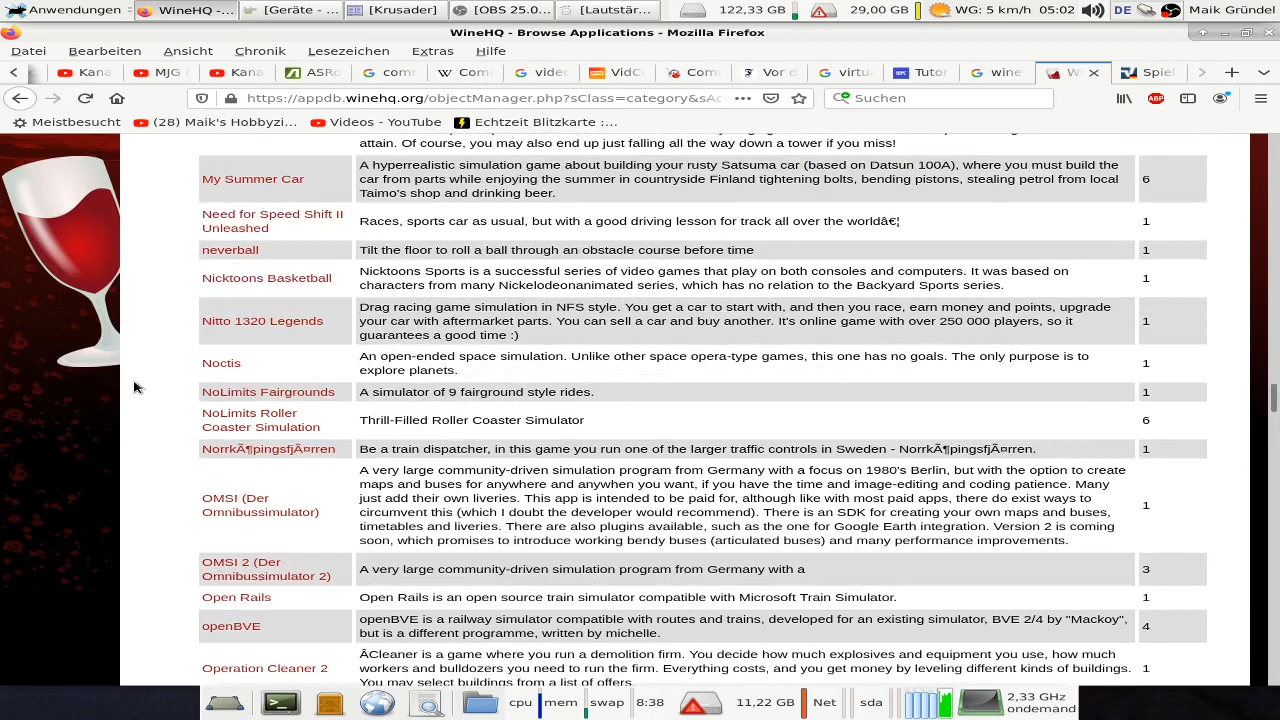 Anwendungen WineHQ -... [Geräte - ... [Krusader] [OBS 25.0... [Lautstär... 122,33 GB 29,00 GB WG: 5 km/h 05:02 DE Maik Gründel
WineHQ - Browse Applications - Mozilla Firefox
Datei Bearbeiten Ansicht Chronik Lesezeichen Extras Hilfe
Kana MJG Kana ASRo com Com video VidC Com Vor d virtu Tutor wine Wi Spiel
https://appdb.winehq.org/objectManager.php?sClass=category&sAc Suchen
Meistbesucht (28) Maik's Hobbyzi... Videos - YouTube Echtzeit Blitzkarte :...
attain. Of course, you may also end up just falling all the way down a tower if you miss!
A hyperrealistic simulation game about building your rusty Satsuma car (based on Datsun 100A), where you must build the
My Summer Car car from parts while enjoying the summer in countryside Finland tightening bolts, bending pistons, stealing petrol from local 6
Taimo's shop and drinking beer.
Need for Speed Shift II
Unleashed
Races, sports car as usual, but with a good driving lesson for track all over the worldâ€¦ 1
neverball Tilt the floor to roll a ball through an obstacle course before time 1
Nicktoons Basketball
Nicktoons Sports is a successful series of video games that play on both consoles and computers. It was based on
characters from many Nickelodeonanimated series, which has no relation to the Backyard Sports series.
1
Drag racing game simulation in NFS style. You get a car to start with, and then you race, earn money and points, upgrade
Nitto 1320 Legends your car with aftermarket parts. You can sell a car and buy another. It's online game with over 250 000 players, so it 1
guarantees a good time :)
Noctis
An open-ended space simulation. Unlike other space opera-type games, this one has no goals. The only purpose is to
explore planets.
1
NoLimits Fairgrounds A simulator of 9 fairground style rides. 1
NoLimits Roller
Coaster Simulation
Thrill-Filled Roller Coaster Simulator 6
NorrkÃ¶pingsfjÃ¤rren Be a train dispatcher, in this game you run one of the larger traffic controls in Sweden - NorrkÃ¶pingsfjÃ¤rren. 1
OMSI (Der
Omnibussimulator)
A very large community-driven simulation program from Germany with a focus on 1980's Berlin, but with the option to create
maps and buses for anywhere and anywhen you want, if you have the time and image-editing and coding patience. Many
just add their own liveries. This app is intended to be paid for, although like with most paid apps, there do exist ways to
circumvent this (which I doubt the developer would recommend). There is an SDK for creating your own maps and buses,
timetables and liveries. There are also plugins available, such as the one for Google Earth integration. Version 2 is coming
soon, which promises to introduce working bendy buses (articulated buses) and many performance improvements.
1
OMSI 2 (Der
Omnibussimulator 2)
A very large community-driven simulation program from Germany with a 3
Open Rails Open Rails is an open source train simulator compatible with Microsoft Train Simulator. 1
openBVE
openBVE is a railway simulator compatible with routes and trains, developed for an existing simulator, BVE 2/4 by "Mackoy",
but is a different programme, written by michelle.
4
ÂCleaner is a game where you run a demolition firm. You decide how much explosives and equipment you use, how much
Operation Cleaner 2 workers and bulldozers you need to run the firm. Everything costs, and you get money by leveling different kinds of buildings. 1
You may select buildings from a list of offers.
cpu mem swap 8:38 11,22 GB Net sda 2,33 GHz
ondemand